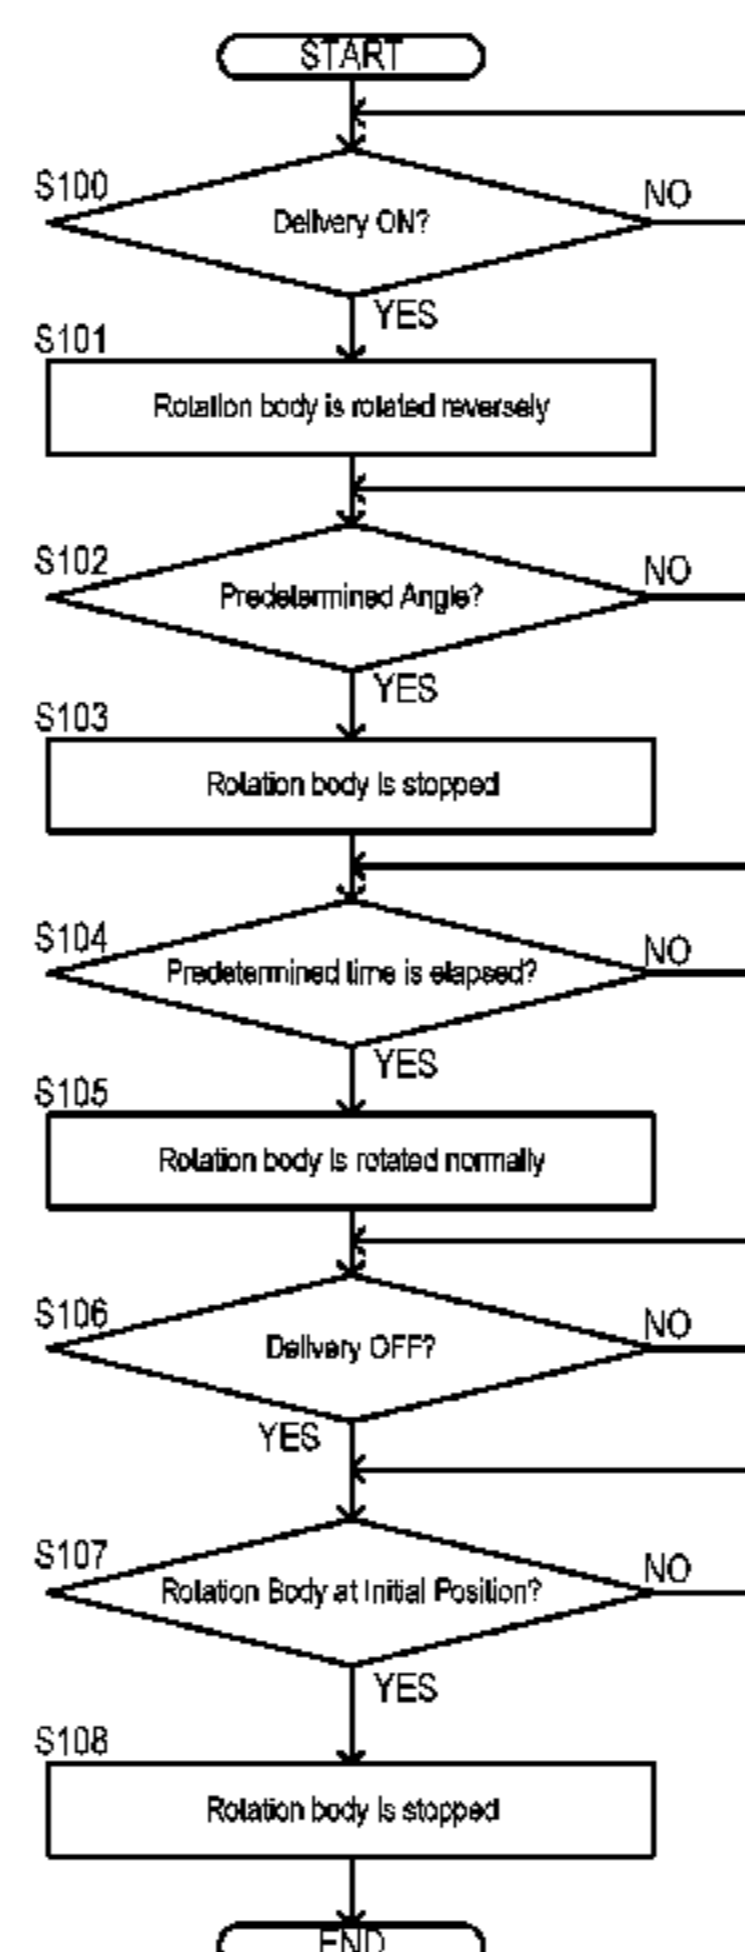 START
S100
Delivery ON?
NO
YES
S101
Rotation body is rotated reversely
S102
Predetermined Angle?
NO
YES
S103
Rotation body is stopped
S104
Predetermined time is elapsed?
NO
YES
S105
Rotation body is rotated normally
S106
Delivery OFF?
NO
YES
S107
Rotation Body at Initial Position?
NO
YES
S108
Rotation body is stopped
END